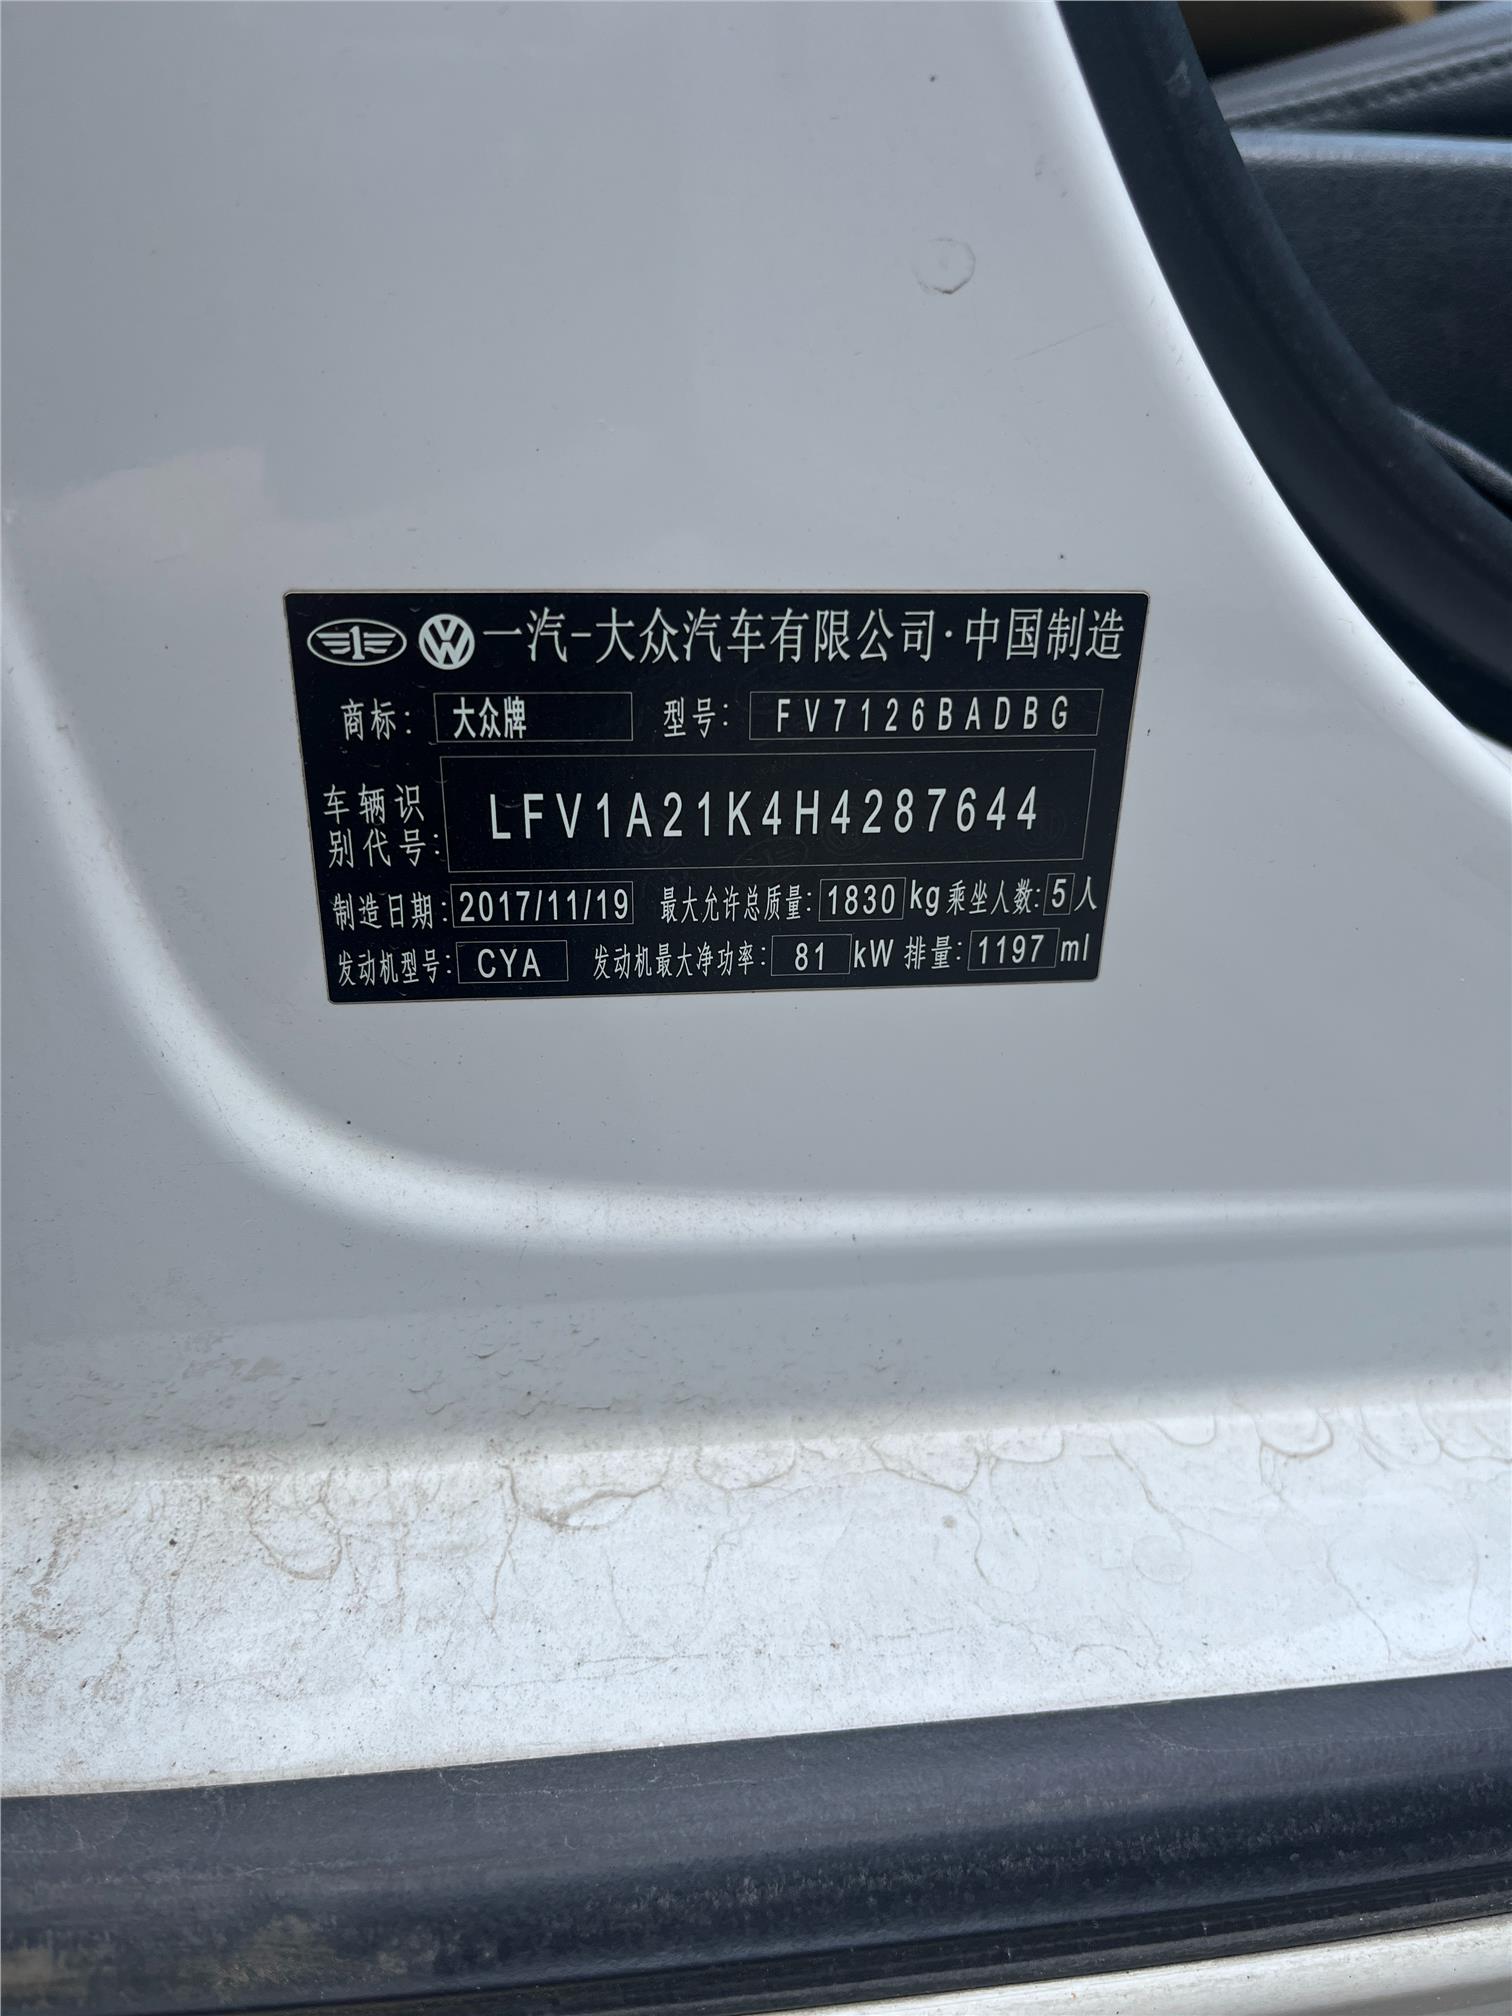 一汽-大众汽车有限公司·中国制造
商标: 大众牌 型号: FV7126BADBG
车辆识
别代号: LFV1A21K4H4287644
制造日期: 2017/11/19 最大允许总质量: 1830 kg 乘坐人数: 5 人
发动机型号: CYA 发动机最大净功率: 81 kW 排量: 1197 ml